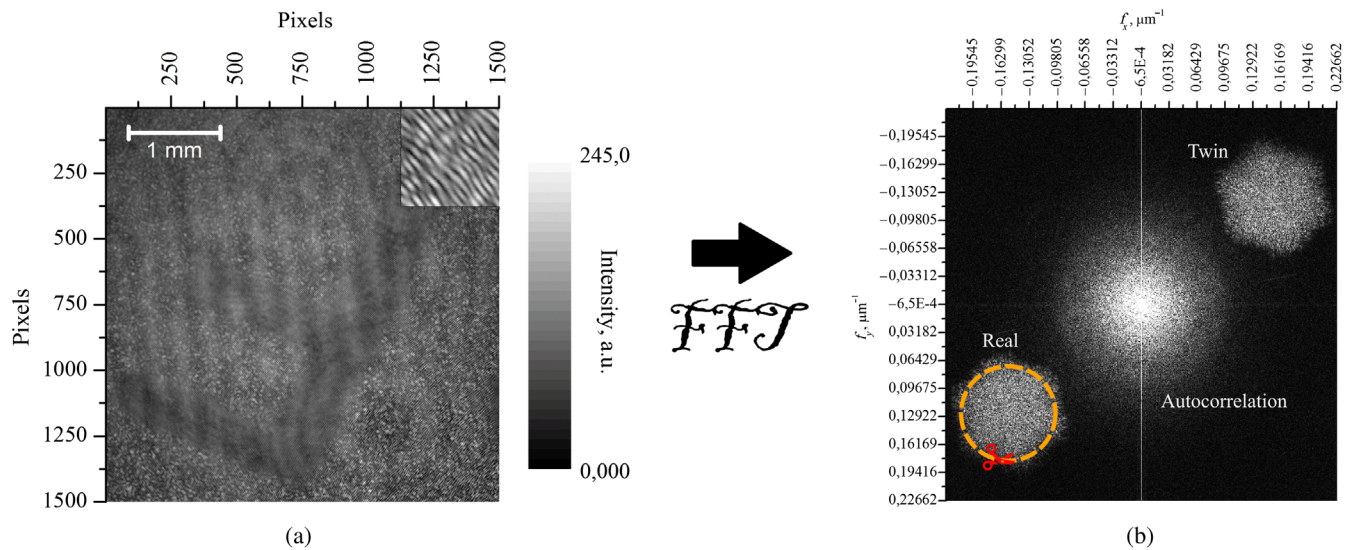 Pixels
250
500
750
1000
1250
1500
Pixels
250
500
750
1000
1250
1500
1 mm
245,0
Intensity, a.u.
0,000
(a)
FFT
f_x, μm⁻¹
−0,19545
−0,16299
−0,13052
−0,09805
−0,06558
−0,03312
−6,5E-4
0,03182
0,06429
0,09675
0,12922
0,16169
0,19416
0,22662
f_y, μm⁻¹
−0,19545
−0,16299
−0,13052
−0,09805
−0,06558
−0,03312
−6,5E-4
0,03182
0,06429
0,09675
0,12922
0,16169
0,19416
0,22662
Twin
Real
Autocorrelation
(b)